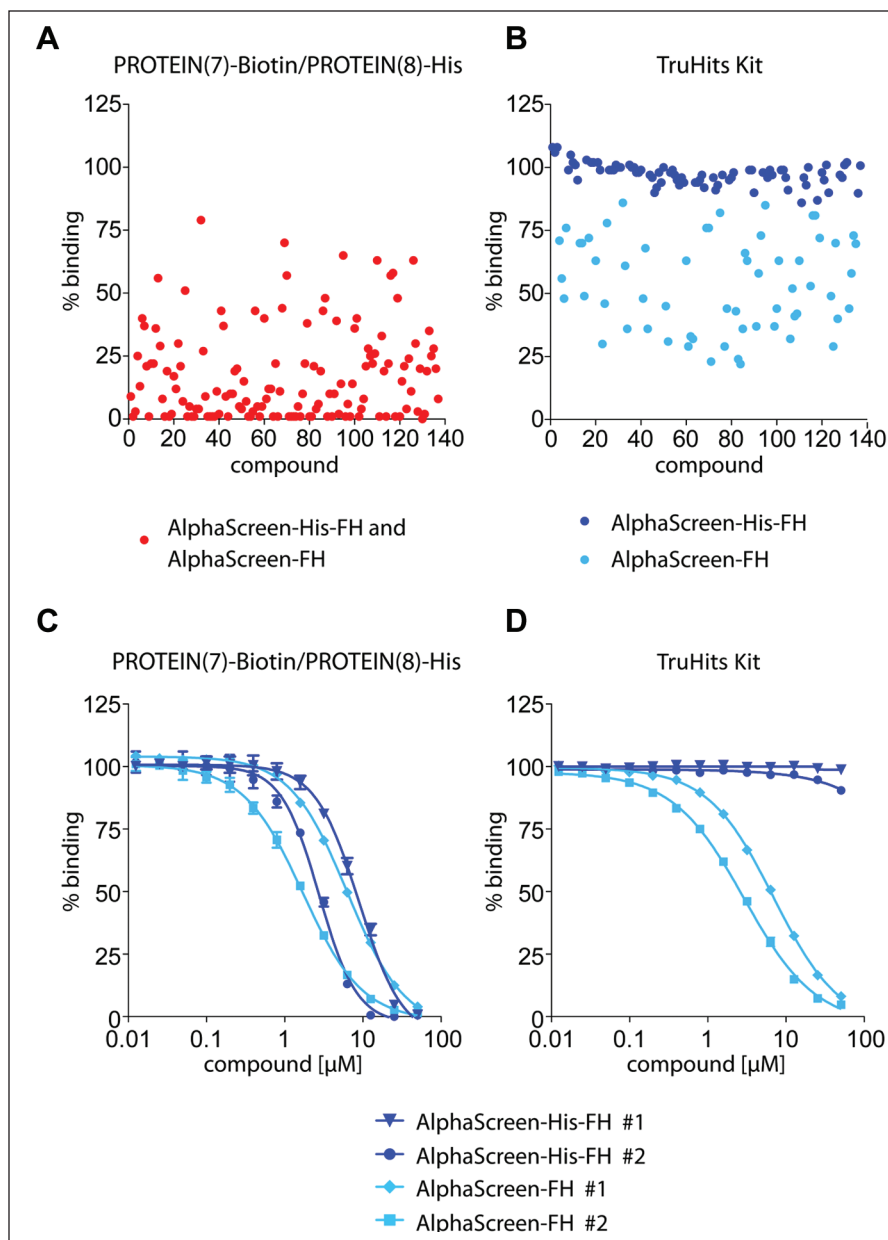 A
PROTEIN(7)-Biotin/PROTEIN(8)-His
% binding
125
100
75
50
25
0
0 20 40 60 80 100 120 140
compound
AlphaScreen-His-FH and
AlphaScreen-FH
B
TruHits Kit
% binding
125
100
75
50
25
0
0 20 40 60 80 100 120 140
compound
AlphaScreen-His-FH
AlphaScreen-FH
C
PROTEIN(7)-Biotin/PROTEIN(8)-His
% binding
125
100
75
50
25
0
0.01 0.1 1 10 100
compound [µM]
D
TruHits Kit
% binding
125
100
75
50
25
0
0.01 0.1 1 10 100
compound [µM]
AlphaScreen-His-FH #1
AlphaScreen-His-FH #2
AlphaScreen-FH #1
AlphaScreen-FH #2